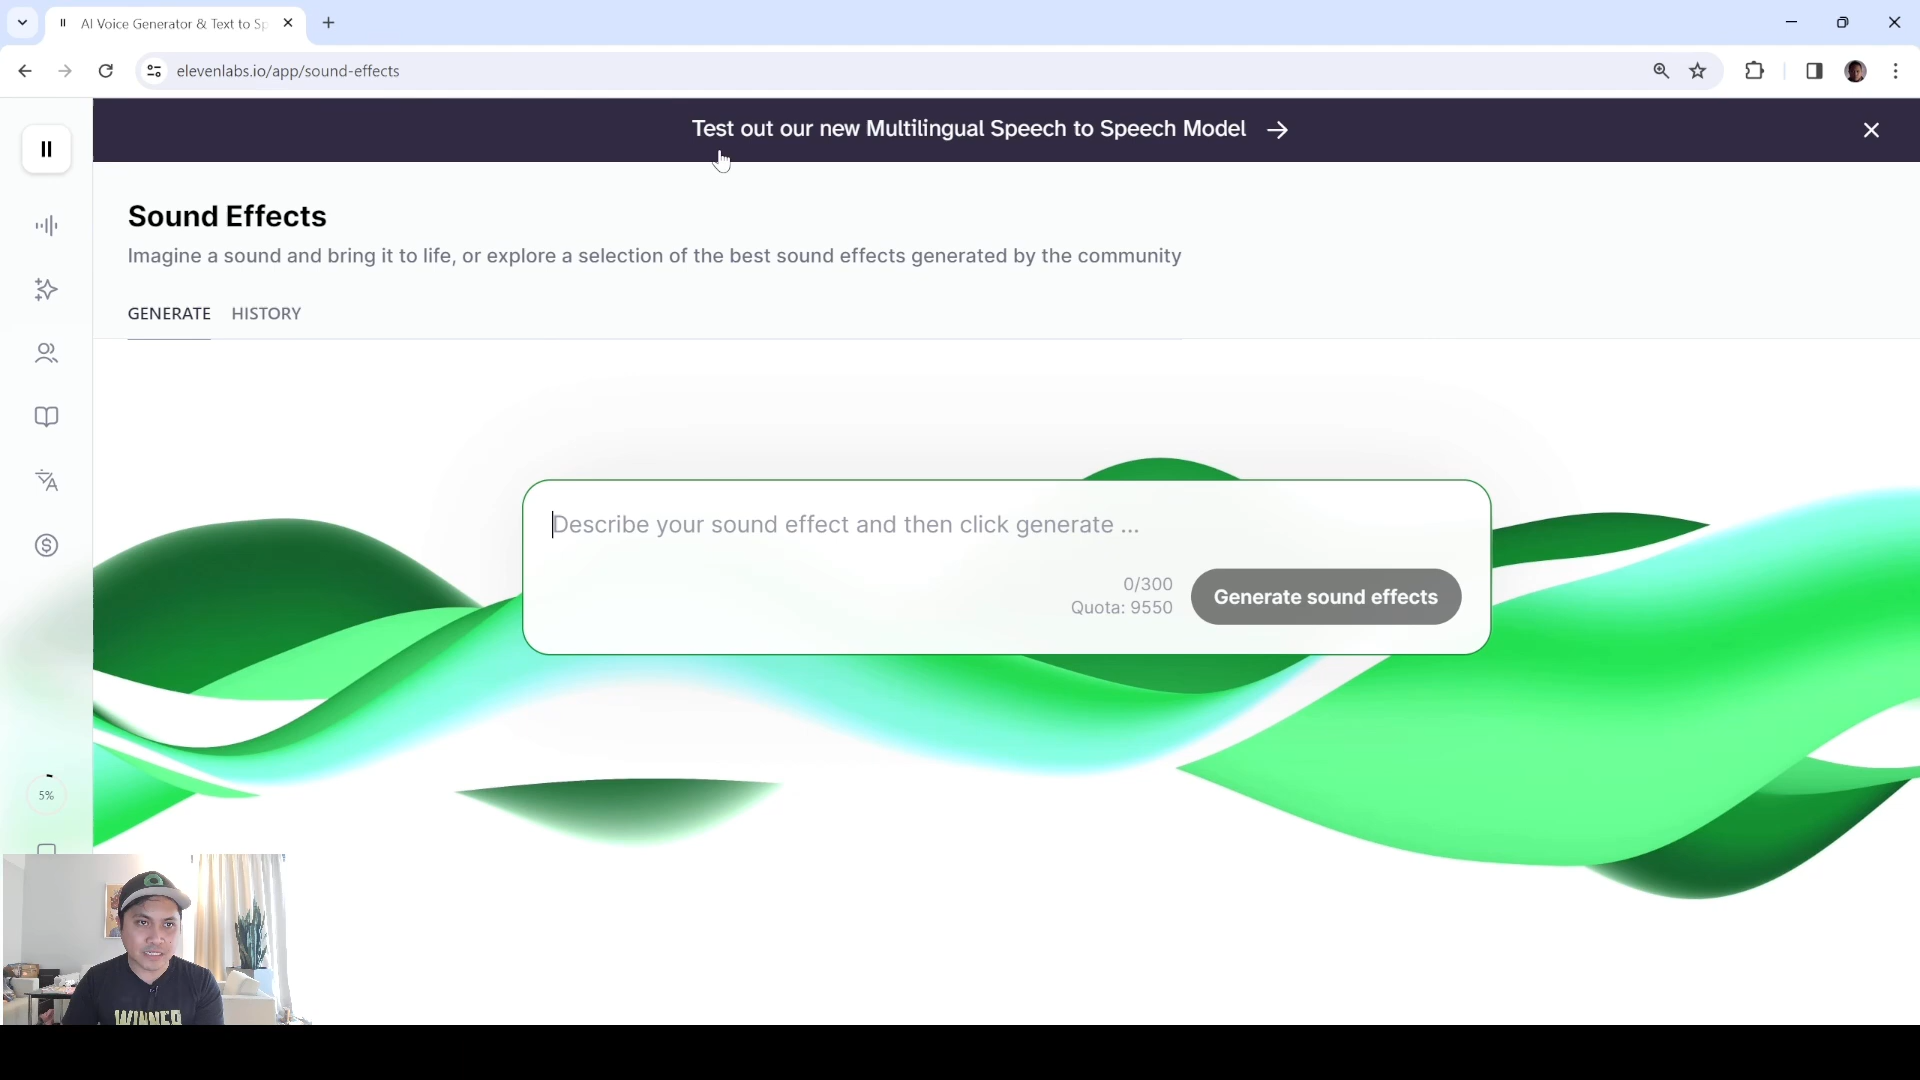 AI Voice Generator & Text to Sp
elevenlabs.io/app/sound-effects
Test out our new Multilingual Speech to Speech Model →
Sound Effects
Imagine a sound and bring it to life, or explore a selection of the best sound effects generated by the community
GENERATE HISTORY
Describe your sound effect and then click generate ...
0/300
Quota: 9550
Generate sound effects
5%
WINNER